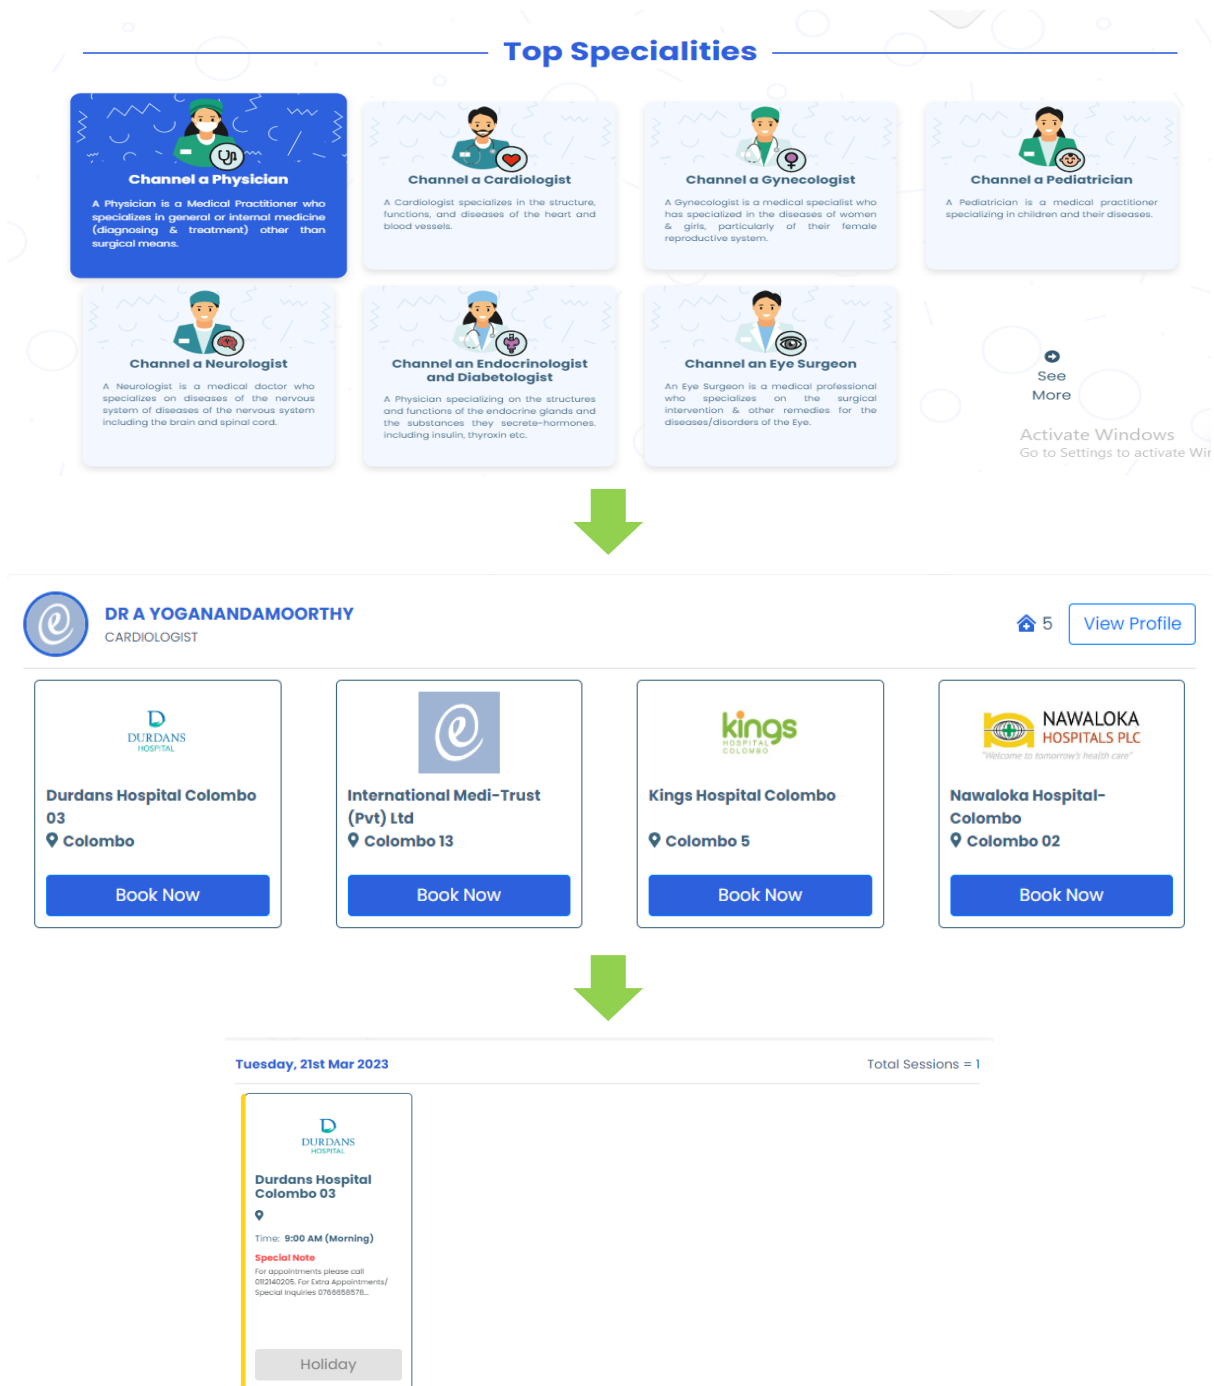 Top Specialities
Channel a Physician
A Physician is a Medical Practitioner who
specializes in general or internal medicine
(diagnosing & treatment) other than
surgical means.
Channel a Cardiologist
A Cardiologist specializes in the structure,
functions, and diseases of the heart and
blood vessels.
Channel a Gynecologist
A Gynecologist is a medical specialist who
has specialized in the diseases of women
& girls, particularly of their female
reproductive system.
Channel a Pediatrician
A Pediatrician is a medical practitioner
specializing in children and their diseases.
Channel a Neurologist
A Neurologist is a medical doctor who
specializes on diseases of the nervous
system of diseases of the nervous system
including the brain and spinal cord.
Channel an Endocrinologist
and Diabetologist
A Physician specializing on the structures
and functions of the endocrine glands and
the substances they secrete-hormones.
including insulin, thyroxin etc.
Channel an Eye Surgeon
An Eye Surgeon is a medical professional
who specializes on the surgical
intervention & other remedies for the
diseases/disorders of the Eye.
See
More
Activate Windows
Go to Settings to activate Wir
DR A YOGANANDAMOORTHY
CARDIOLOGIST
5
View Profile
DURDANS
HOSPITAL
Durdans Hospital Colombo
03
Colombo
Book Now
International Medi-Trust
(Pvt) Ltd
Colombo 13
Book Now
kings
HOSPITAL
COLOMBO
Kings Hospital Colombo
Colombo 5
Book Now
NAWALOKA
HOSPITALS PLC
"Welcome to tomorrow's health care"
Nawaloka Hospital-
Colombo
Colombo 02
Book Now
Tuesday, 21st Mar 2023
Total Sessions = 1
DURDANS
HOSPITAL
Durdans Hospital
Colombo 03
Time: 9:00 AM (Morning)
Special Note
For appointments please call
0112140205. For Extra Appointments/
Special Inquiries 0766658578...
Holiday